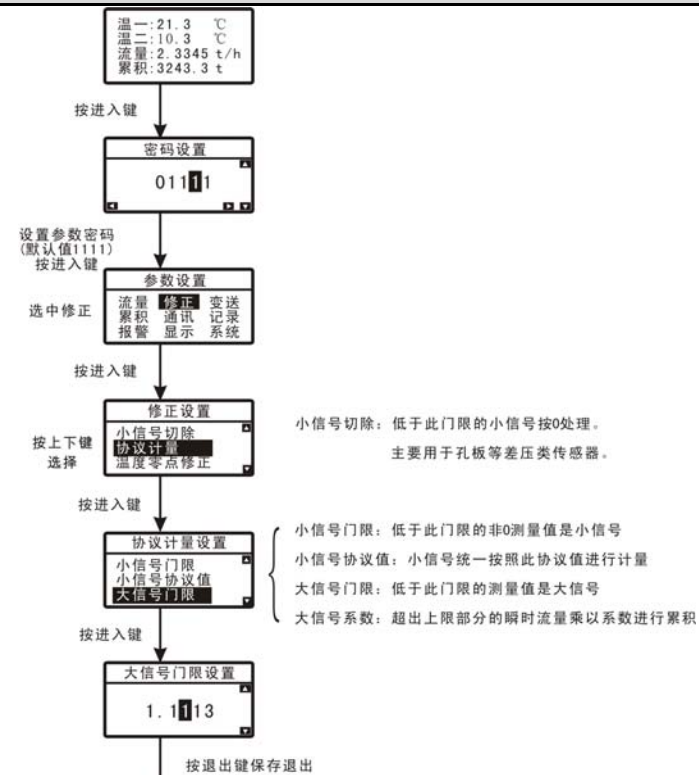 温一:21.3 ℃
温二:10.3 ℃
流量:2.3345 t/h
累积:3243.3 t
按进入键
密码设置
01111
设置参数密码
(默认值1111)
按进入键
参数设置
流量 修正 变送
累积 通讯 记录
报警 显示 系统
选中修正
按进入键
修正设置
小信号切除
协议计量
温度零点修正
按上下键
选择
小信号切除：低于此门限的小信号按0处理。
主要用于孔板等差压类传感器。
按进入键
协议计量设置
小信号门限
小信号协议值
大信号门限
小信号门限：低于此门限的非0测量值是小信号
小信号协议值：小信号统一按照此协议值进行计量
大信号门限：低于此门限的测量值是大信号
大信号系数：超出上限部分的瞬时流量乘以系数进行累积
按进入键
大信号门限设置
1.1113
按退出键保存退出